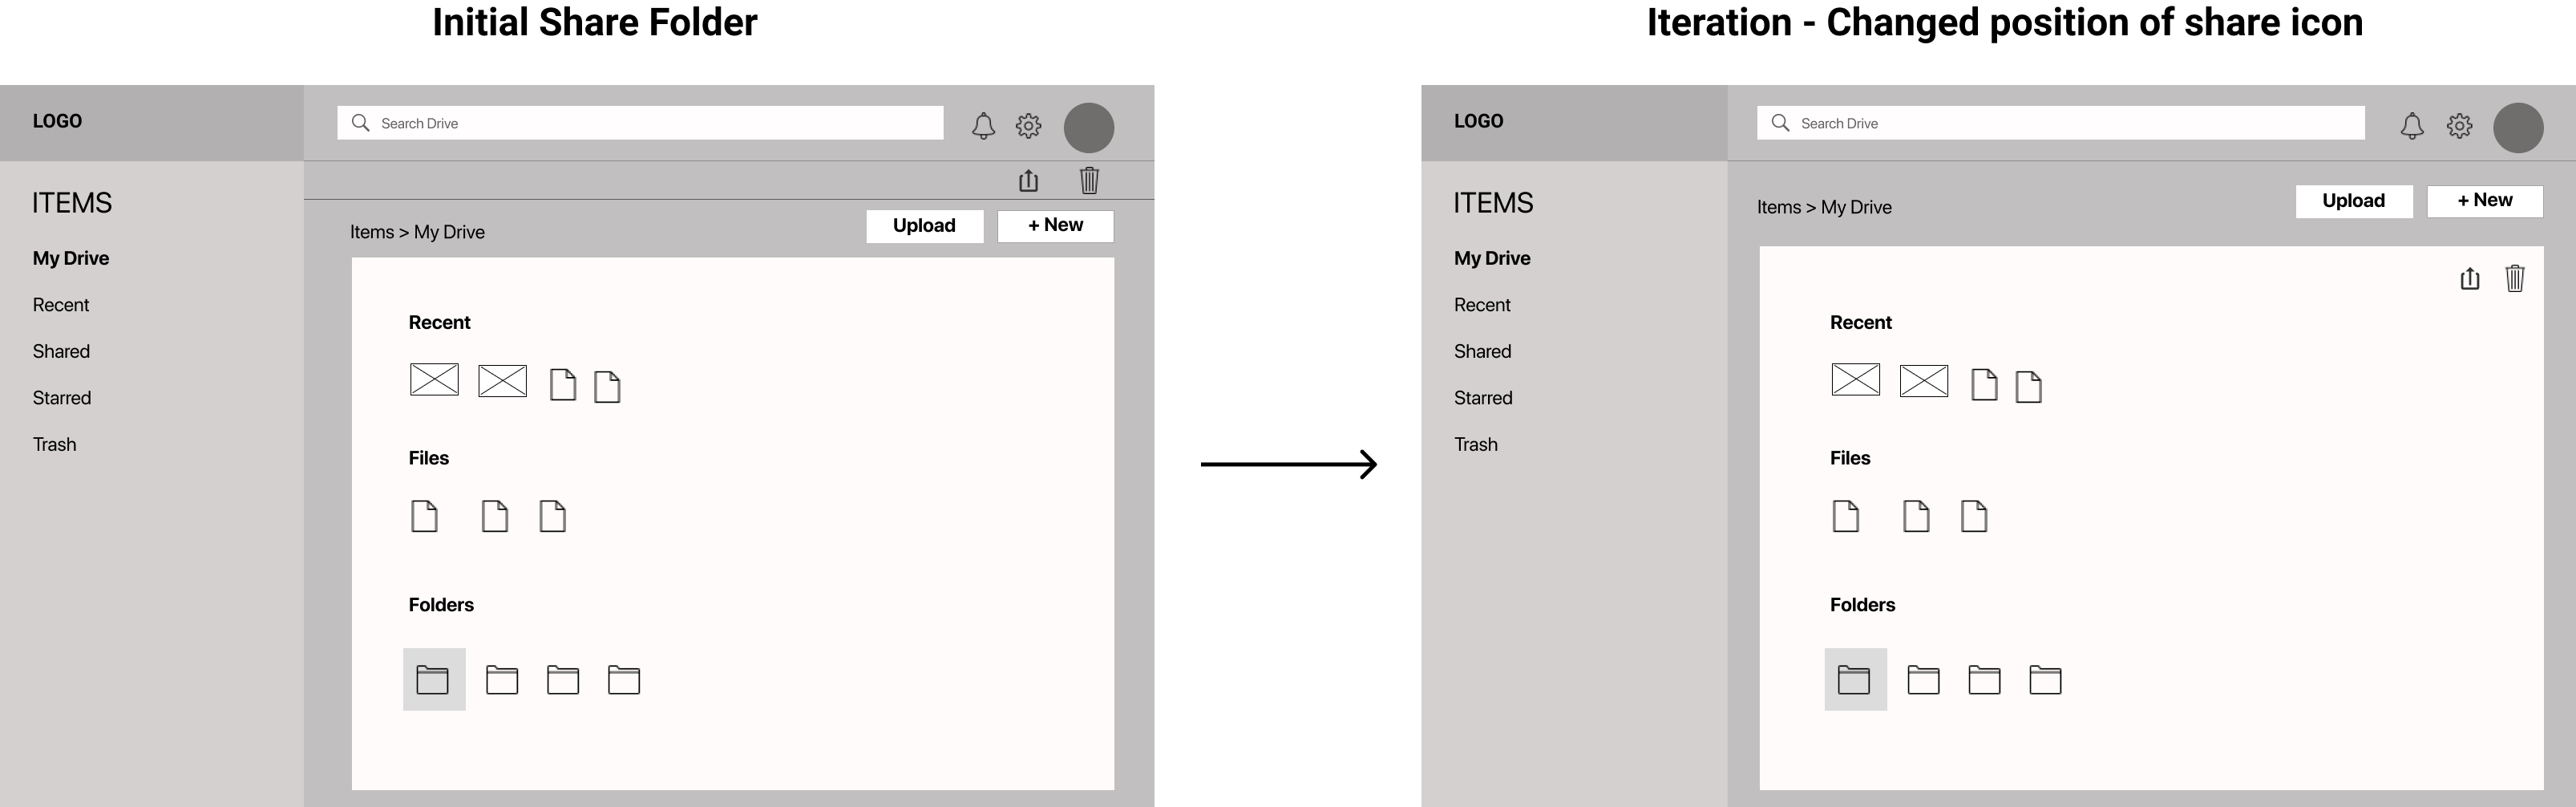 Initial Share Folder
LOGO
Search Drive
ITEMS
My Drive
Recent
Shared
Starred
Trash
Items > My Drive
Upload
+ New
Recent
Files
Folders
Iteration - Changed position of share icon
LOGO
Search Drive
ITEMS
My Drive
Recent
Shared
Starred
Trash
Items > My Drive
Upload
+ New
Recent
Files
Folders